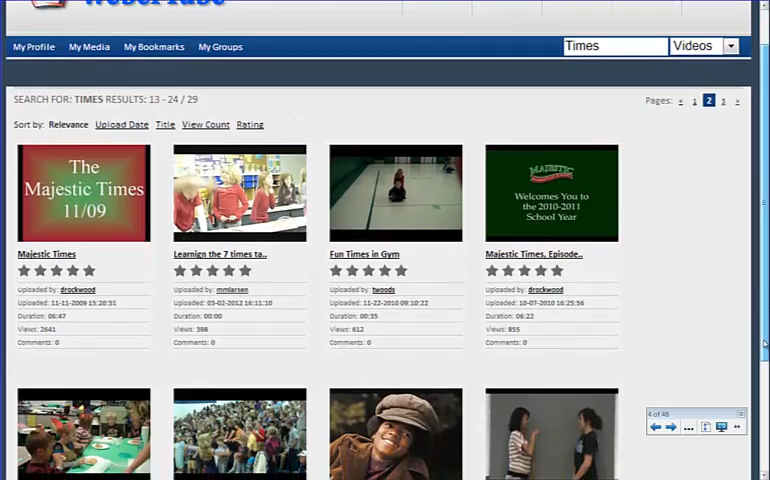 WeberTube
My Profile My Media My Bookmarks My Groups Times Videos
SEARCH FOR: TIMES RESULTS: 13 - 24 / 29 Pages: « 1 2 3 »
Sort by: Relevance Upload Date Title View Count Rating
The
Majestic Times
11/09
MAJESTIC
Welcomes You to
the 2010-2011
School Year
Majestic Times Learnign the 7 times ta.. Fun Times in Gym Majestic Times, Episode..
Uploaded by: drockwood Uploaded by: mmlarsen Uploaded by: twoods Uploaded by: drockwood
Uploaded: 11-11-2009 15:20:51 Uploaded: 03-02-2012 16:11:10 Uploaded: 11-22-2010 09:10:22 Uploaded: 10-07-2010 16:25:56
Duration: 06:47 Duration: 00:00 Duration: 00:35 Duration: 06:22
Views: 2641 Views: 398 Views: 612 Views: 855
Comments: 0 Comments: 0 Comments: 0 Comments: 0
4 of 48